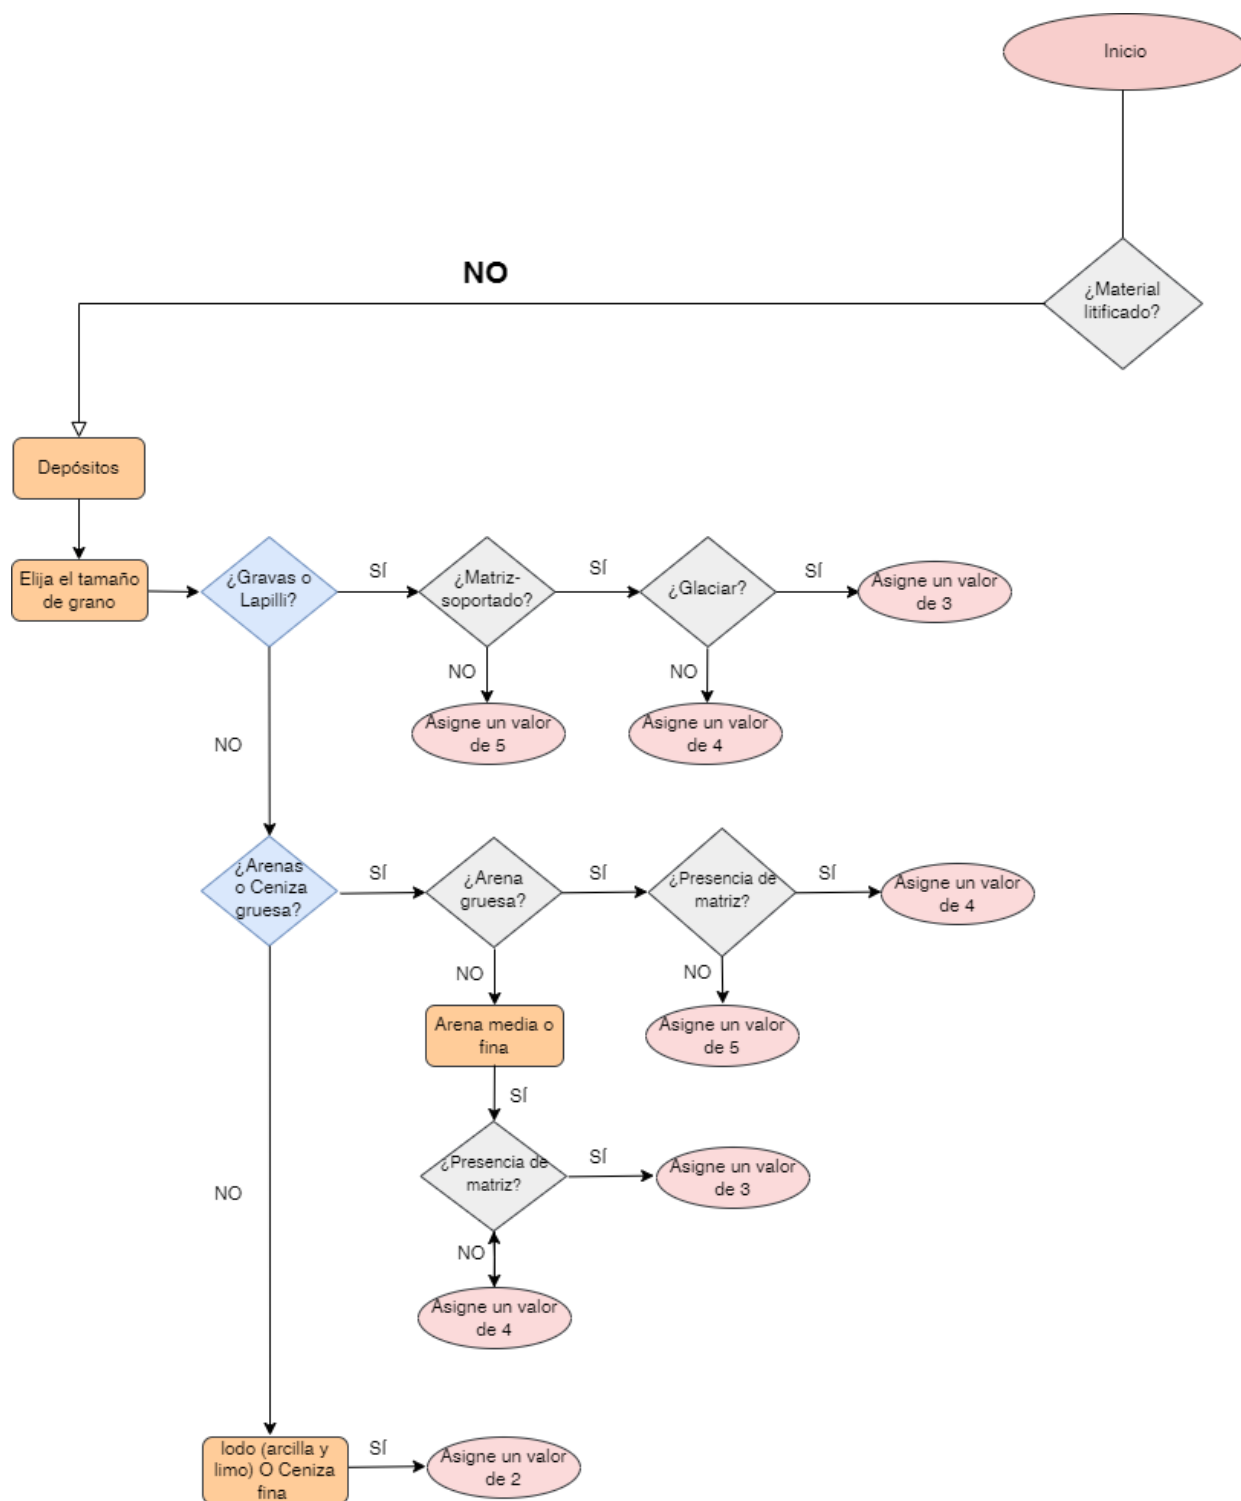 Inicio
¿Material
litificado?
NO
Depósitos
Elija el tamaño
de grano
¿Gravas o
Lapilli?
SÍ
¿Matriz-
soportado?
SÍ
¿Glaciar?
SÍ
Asigne un valor
de 3
NO
Asigne un valor
de 5
NO
Asigne un valor
de 4
NO
¿Arenas
o Ceniza
gruesa?
SÍ
¿Arena
gruesa?
SÍ
¿Presencia de
matriz?
SÍ
Asigne un valor
de 4
NO
Arena media o
fina
NO
Asigne un valor
de 5
SÍ
¿Presencia de
matriz?
SÍ
Asigne un valor
de 3
NO
Asigne un valor
de 4
NO
lodo (arcilla y
limo) O Ceniza
fina
SÍ
Asigne un valor
de 2